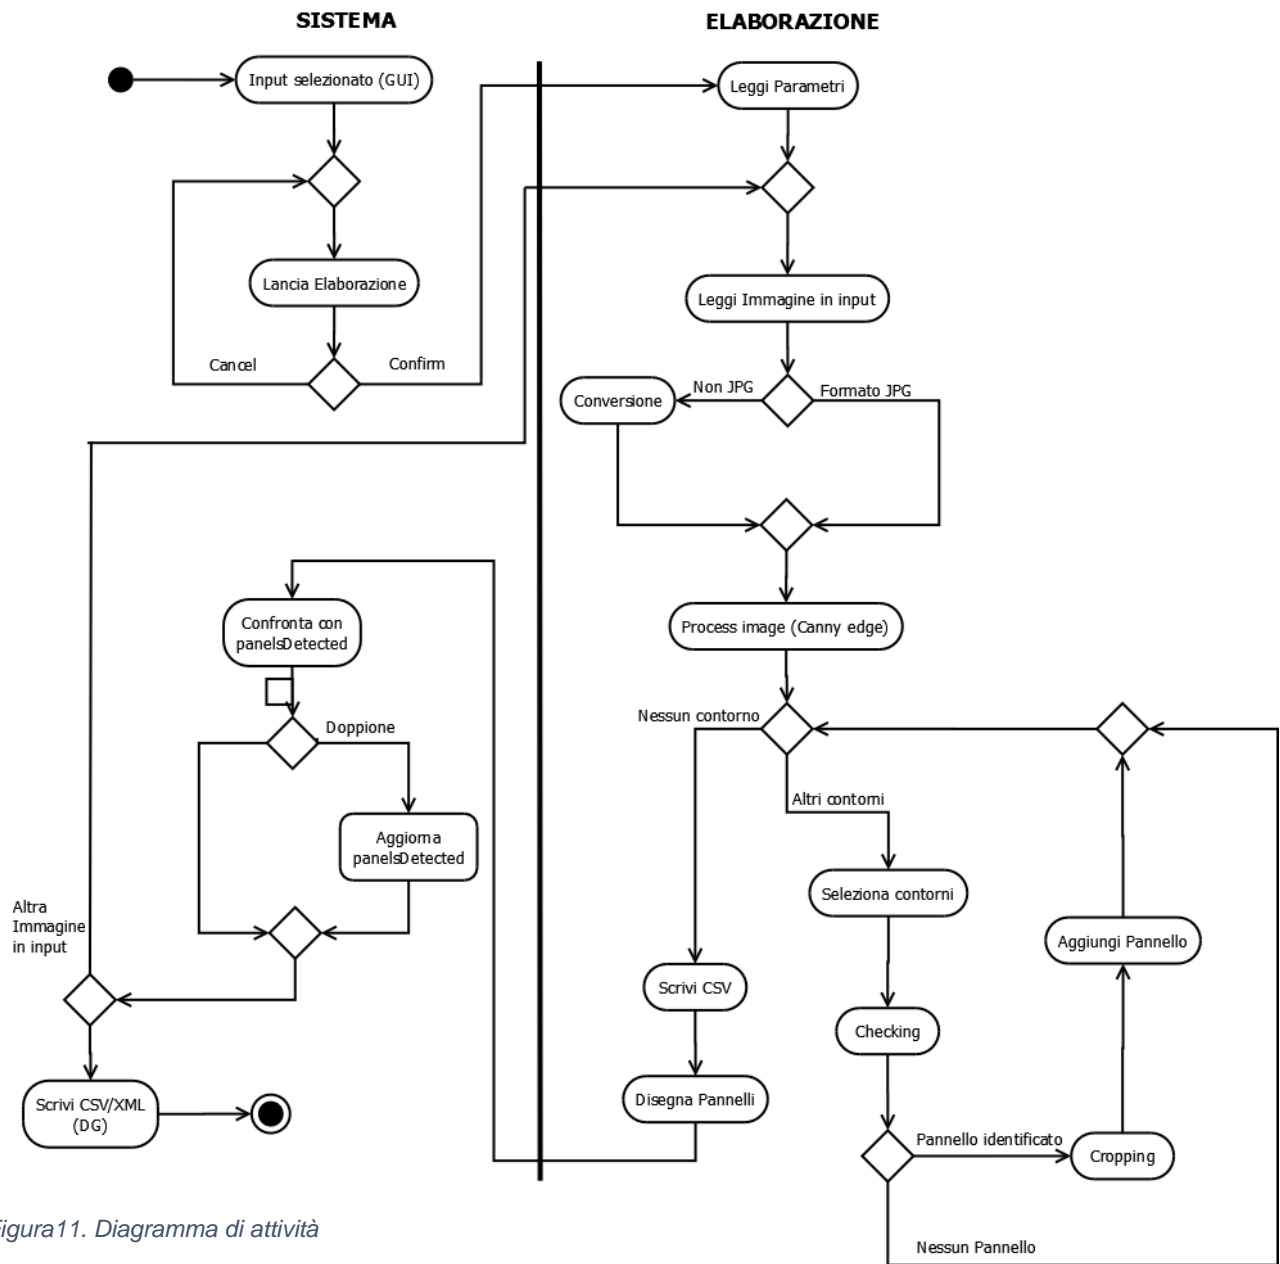 SISTEMA
ELABORAZIONE
Input selezionato (GUI)
Leggi Parametri
Lancia Elaborazione
Cancel
Confirm
Leggi Immagine in input
Non JPG
Formato JPG
Conversione
Process image (Canny edge)
Confronta con
panelsDetected
Doppione
Aggiorna
panelsDetected
Nessun contorno
Altri contorni
Seleziona contorni
Checking
Pannello identificato
Cropping
Aggiungi Pannello
Nessun Pannello
Scrivi CSV
Disegna Pannelli
Altra
Immagine
in input
Scrivi CSV/XML
(DG)
igura11. Diagramma di attività